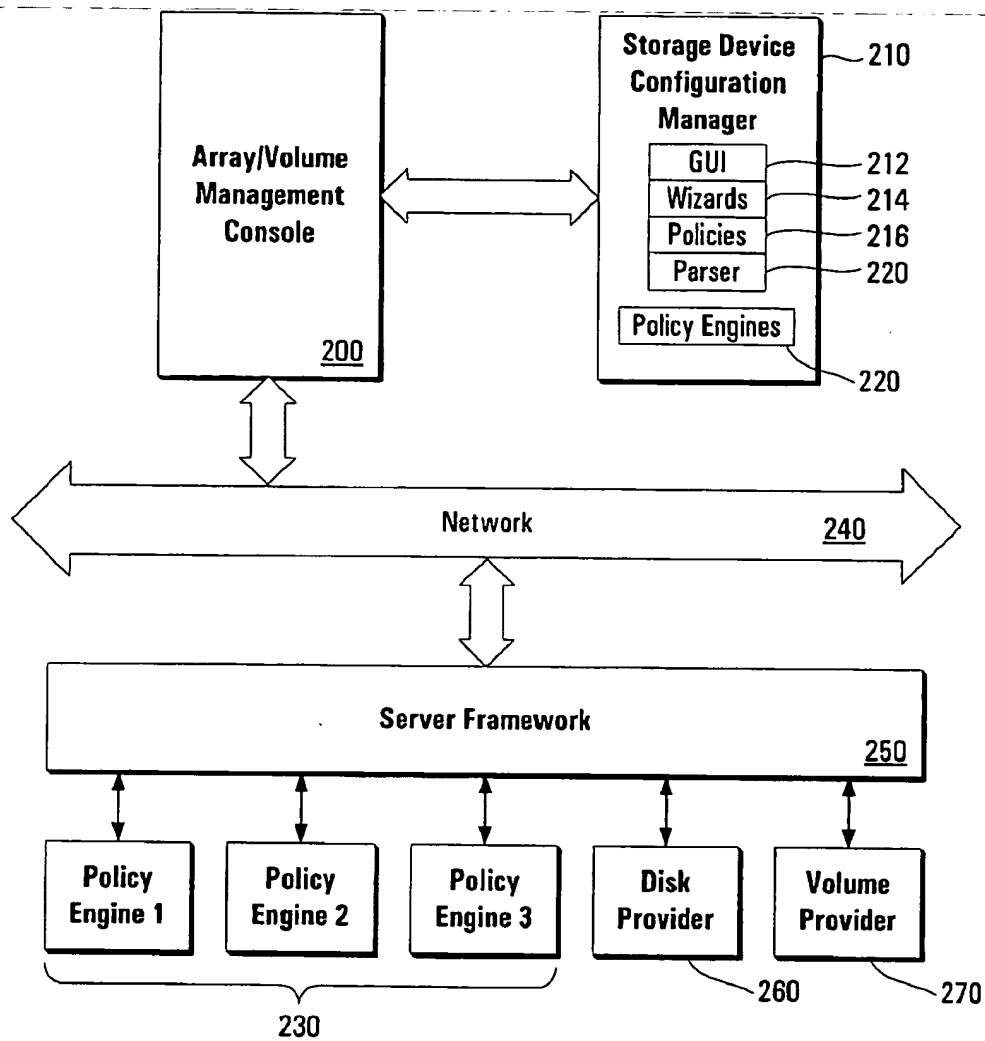 Array/Volume
Management
Console
200
Storage Device
Configuration
Manager
GUI
Wizards
Policies
Parser
Policy Engines
210
212
214
216
220
220
Network
240
Server Framework
250
Policy
Engine 1
Policy
Engine 2
Policy
Engine 3
Disk
Provider
Volume
Provider
230
260
270